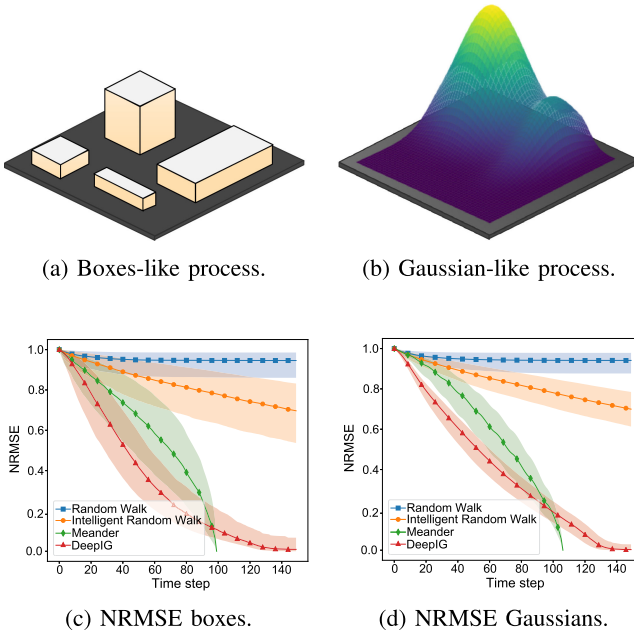 (a) Boxes-like process.
(b) Gaussian-like process.
NRMSE
1.0
0.8
0.6
0.4
0.2
0.0
Random Walk
Intelligent Random Walk
Meander
DeepIG
0 20 40 60 80 100 120 140
Time step
NRMSE
1.0
0.8
0.6
0.4
0.2
0.0
Random Walk
Intelligent Random Walk
Meander
DeepIG
0 20 40 60 80 100 120 140
Time step
(c) NRMSE boxes.
(d) NRMSE Gaussians.